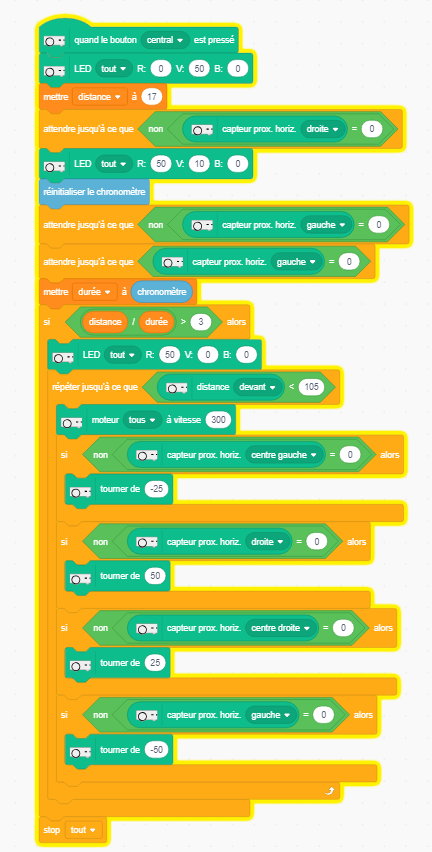 quand le bouton central est pressé
LED tout R: 0 V: 50 B: 0
mettre distance à 17
attendre jusqu'à ce que non capteur prox. horiz. droite = 0
LED tout R: 50 V: 10 B: 0
réinitialiser le chronomètre
attendre jusqu'à ce que non capteur prox. horiz. gauche = 0
attendre jusqu'à ce que capteur prox. horiz. gauche = 0
mettre durée à chronomètre
si distance / durée > 3 alors
LED tout R: 50 V: 0 B: 0
répéter jusqu'à ce que distance devant < 105
moteur tous à vitesse 300
si non capteur prox. horiz. centre gauche = 0 alors
tourner de -25
si non capteur prox. horiz. droite = 0 alors
tourner de 50
si non capteur prox. horiz. centre droite = 0 alors
tourner de 25
si non capteur prox. horiz. gauche = 0 alors
tourner de -50
stop tout